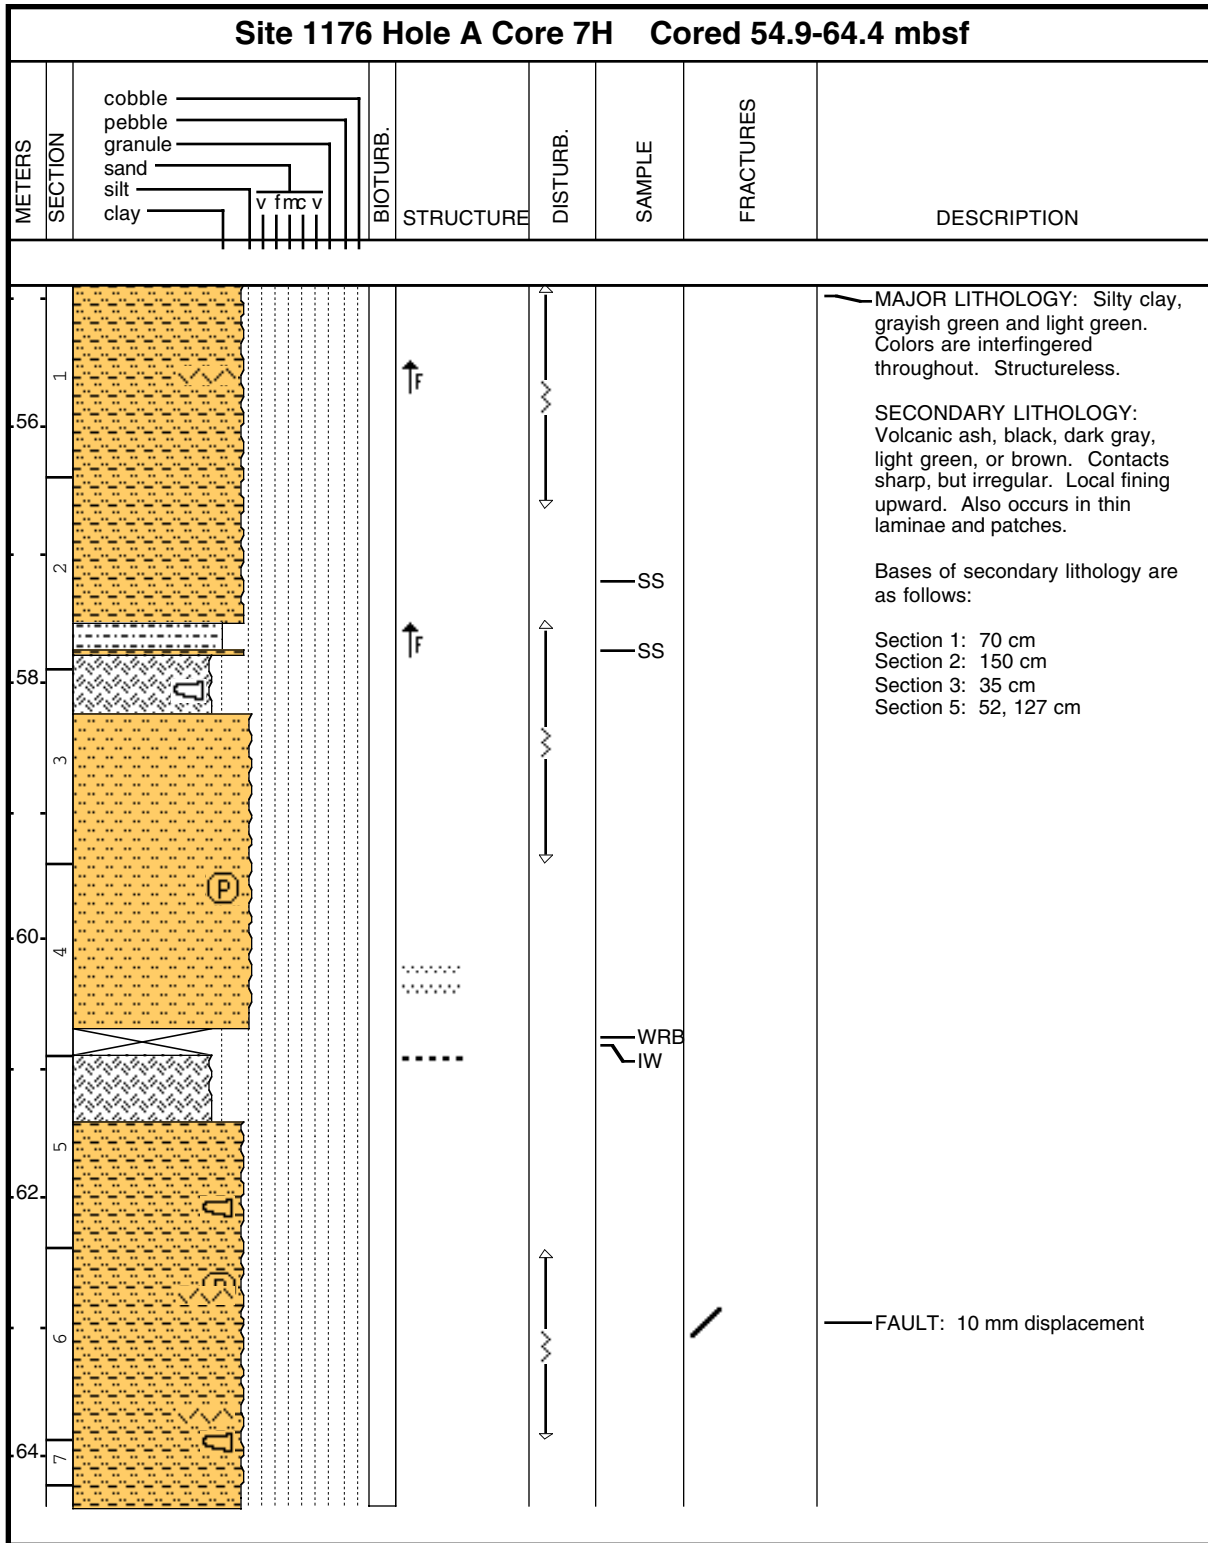 Site 1176 Hole A Core 7H Cored 54.9-64.4 mbsf
METERS
SECTION
cobble
pebble
granule
sand
silt
clay
v f m c v
BIOTURB.
STRUCTURE
DISTURB.
SAMPLE
FRACTURES
DESCRIPTION
MAJOR LITHOLOGY: Silty clay,
grayish green and light green.
Colors are interfingered
throughout. Structureless.
SECONDARY LITHOLOGY:
Volcanic ash, black, dark gray,
light green, or brown. Contacts
sharp, but irregular. Local fining
upward. Also occurs in thin
laminae and patches.
Bases of secondary lithology are
as follows:
Section 1: 70 cm
Section 2: 150 cm
Section 3: 35 cm
Section 5: 52, 127 cm
1
F
56
2
SS
F
SS
58
3
P
60
4
WRB
IW
5
62
P
FAULT: 10 mm displacement
6
64
7